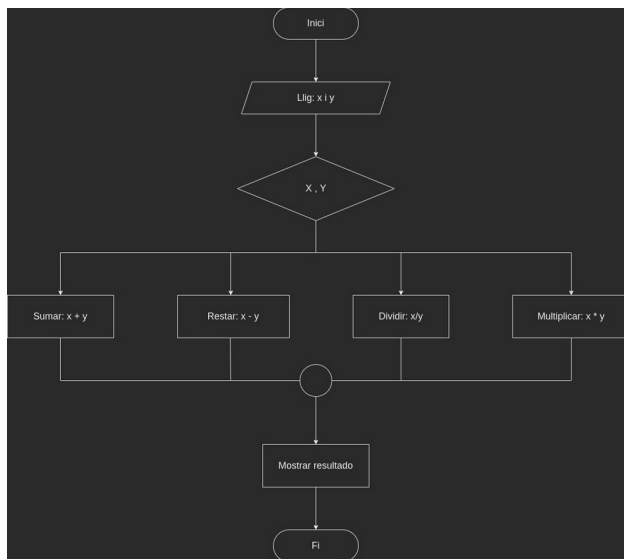 Inici
Llig: x i y
X , Y
Sumar: x + y
Restar: x - y
Dividir: x/y
Multiplicar: x * y
Mostrar resultado
Fi